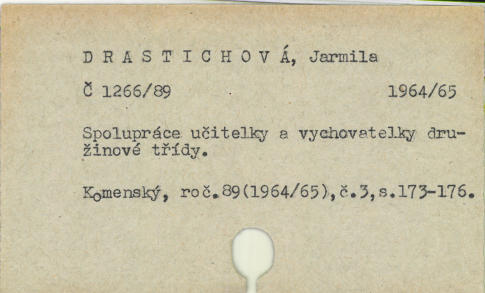 D R A S T I C H O V Á, Jarmila
Č 1266/89 1964/65
Spolupráce učitelky a vychovatelky dru-
žinové třídy.
Komenský, roč.89(1964/65),č.3,s.173-176.